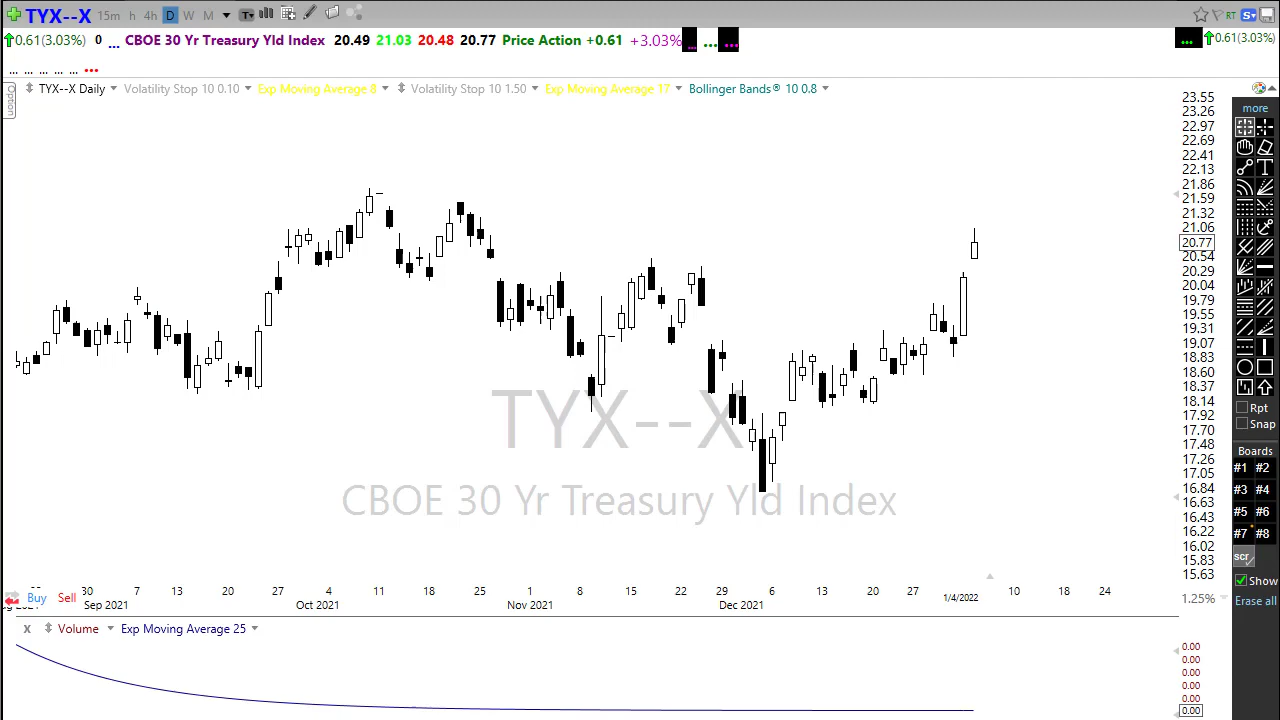 TYX--X 15m h 4h D W M T RT S
0.61(3.03%) 0 ... CBOE 30 Yr Treasury Yld Index 20.49 21.03 20.48 20.77 Price Action +0.61 +3.03% ... ... ... ... 0.61(3.03%)
... ... ... ... ... ...
Option TYX--X Daily Volatility Stop 10 0.10 Exp Moving Average 8 Volatility Stop 10 1.50 Exp Moving Average 17 Bollinger Bands® 10 0.8
23.55
23.26
22.97
22.69
22.41
22.13
21.86
21.59
21.32
21.06
20.77
20.54
20.29
20.04
19.79
19.55
19.31
19.07
18.83
18.60
18.37
18.14
17.92
17.70
17.48
17.26
17.05
16.84
16.63
16.43
16.22
16.02
15.83
15.63
1.25%
more
T
Rpt
Snap
Boards
#1 #2
#3 #4
#5 #6
#7 #8
scr
Show
Erase all
TYX--X
CBOE 30 Yr Treasury Yld Index
30 7 13 20 27 4 11 18 25 1 8 15 22 29 6 13 20 27 1/4/2022 10 18 24
Buy Sell
Sep 2021 Oct 2021 Nov 2021 Dec 2021
X Volume Exp Moving Average 25
0.00
0.00
0.00
0.00
0.00
0.00